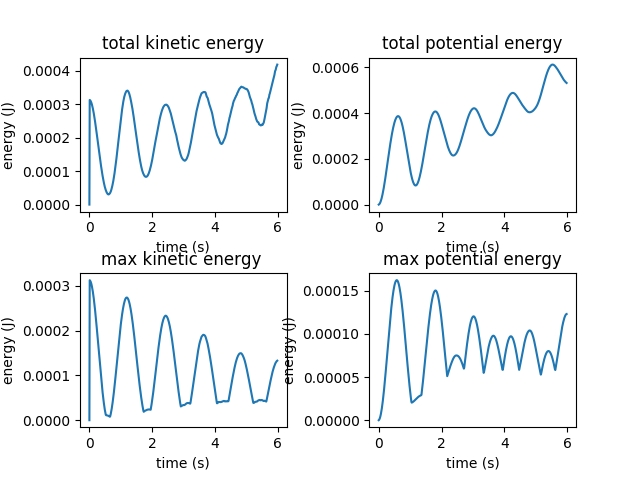 total kinetic energy
energy (J)
0.0004
0.0003
0.0002
0.0001
0.0000
0 2 4 6
time (s)
total potential energy
energy (J)
0.0006
0.0004
0.0002
0.0000
0 2 4 6
time (s)
max kinetic energy
energy (J)
0.0003
0.0002
0.0001
0.0000
0 2 4 6
time (s)
max potential energy
energy (J)
0.00015
0.00010
0.00005
0.00000
0 2 4 6
time (s)